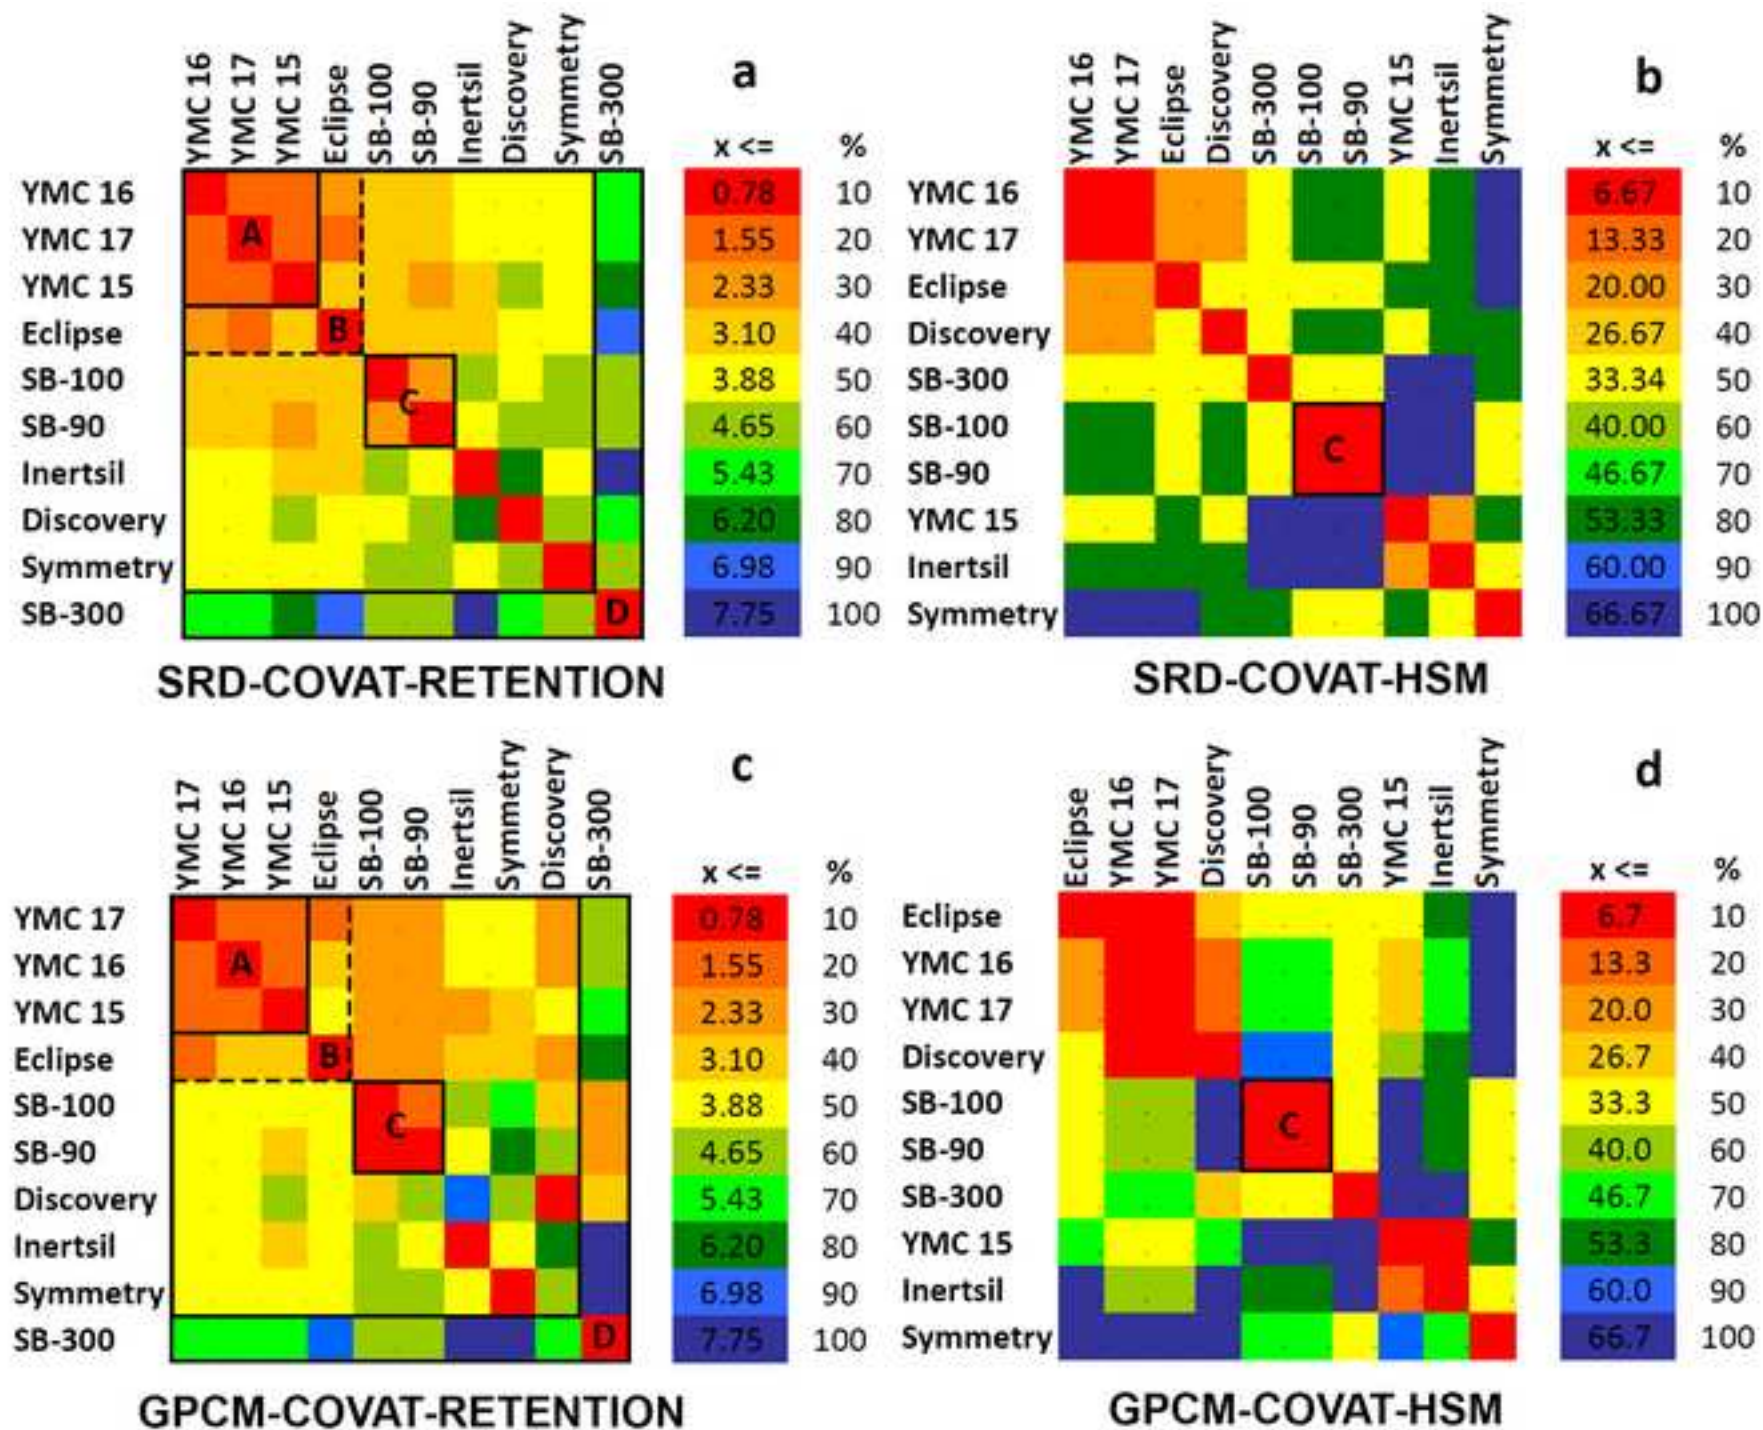 YMC 16 YMC 17 YMC 15 Eclipse SB-100 SB-90 Inertsil Discovery Symmetry SB-300
a
x <= %
YMC 16 0.78 10
YMC 17 A 1.55 20
YMC 15 2.33 30
Eclipse B 3.10 40
SB-100 3.88 50
C
SB-90 4.65 60
Inertsil 5.43 70
Discovery 6.20 80
Symmetry 6.98 90
SB-300 D 7.75 100
SRD-COVAT-RETENTION
YMC 16 YMC 17 Eclipse Discovery SB-300 SB-100 SB-90 YMC 15 Inertsil Symmetry
b
x <= %
YMC 16 6.67 10
YMC 17 13.33 20
Eclipse 20.00 30
Discovery 26.67 40
SB-300 33.34 50
SB-100 40.00 60
C
SB-90 46.67 70
YMC 15 53.33 80
Inertsil 60.00 90
Symmetry 66.67 100
SRD-COVAT-HSM
YMC 17 YMC 16 YMC 15 Eclipse SB-100 SB-90 Inertsil Symmetry Discovery SB-300
c
x <= %
YMC 17 0.78 10
YMC 16 A 1.55 20
YMC 15 2.33 30
Eclipse B 3.10 40
SB-100 3.88 50
C
SB-90 4.65 60
Discovery 5.43 70
Inertsil 6.20 80
Symmetry 6.98 90
SB-300 D 7.75 100
GPCM-COVAT-RETENTION
Eclipse YMC 16 YMC 17 Discovery SB-100 SB-90 SB-300 YMC 15 Inertsil Symmetry
d
x <= %
Eclipse 6.7 10
YMC 16 13.3 20
YMC 17 20.0 30
Discovery 26.7 40
SB-100 33.3 50
C
SB-90 40.0 60
SB-300 46.7 70
YMC 15 53.3 80
Inertsil 60.0 90
Symmetry 66.7 100
GPCM-COVAT-HSM